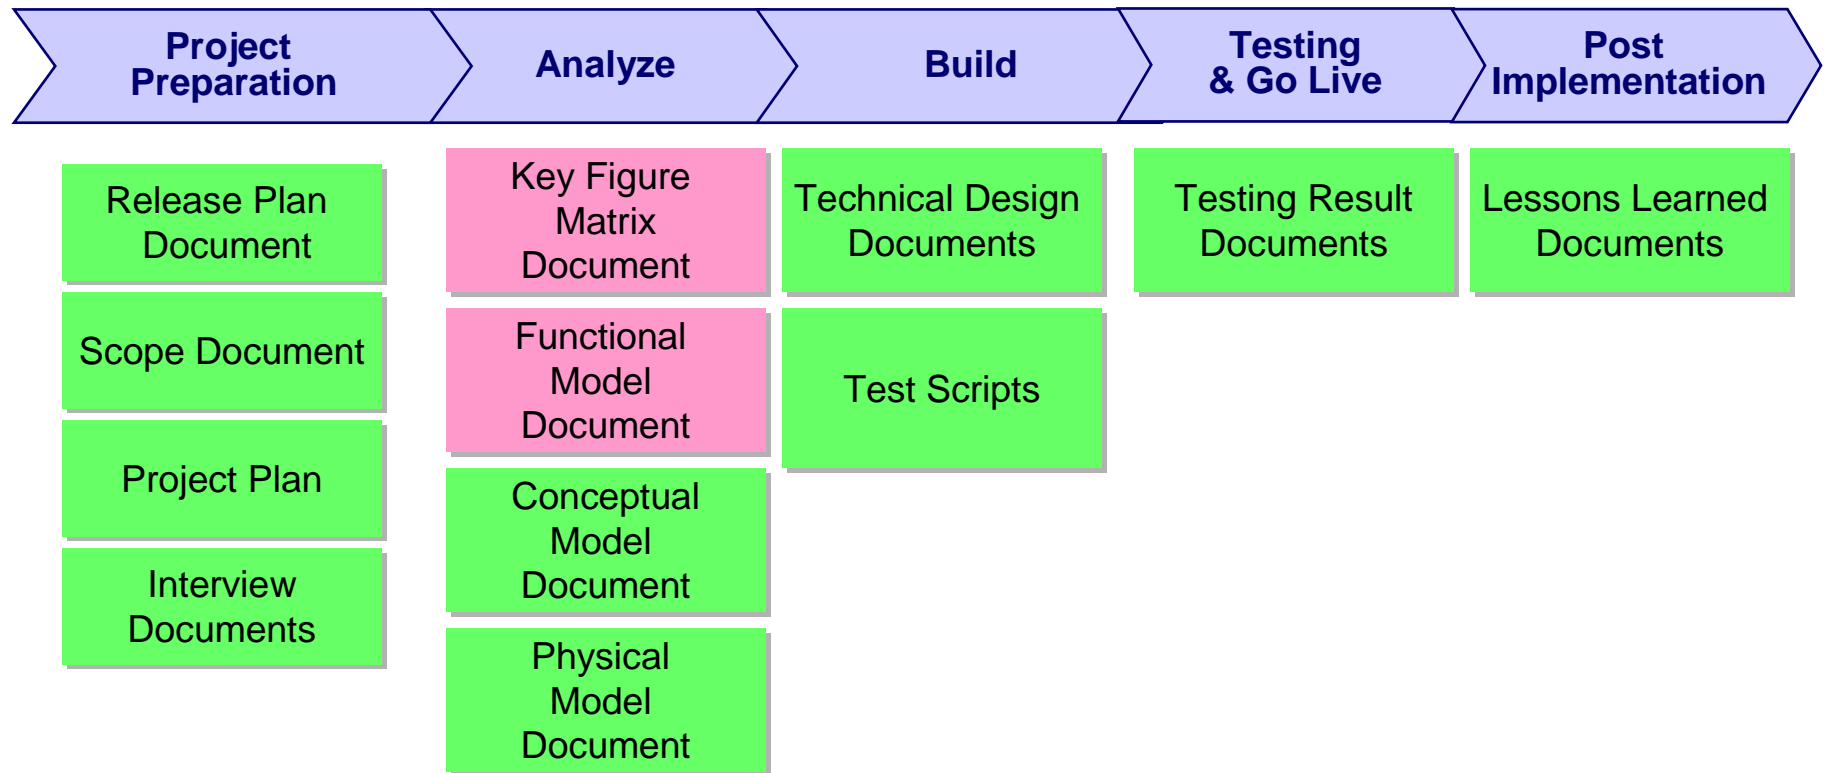 Project
Preparation
Analyze
Build
Testing
& Go Live
Post
Implementation
Release Plan
Document
Scope Document
Project Plan
Interview
Documents
Key Figure
Matrix
Document
Functional
Model
Document
Conceptual
Model
Document
Physical
Model
Document
Technical Design
Documents
Test Scripts
Testing Result
Documents
Lessons Learned
Documents